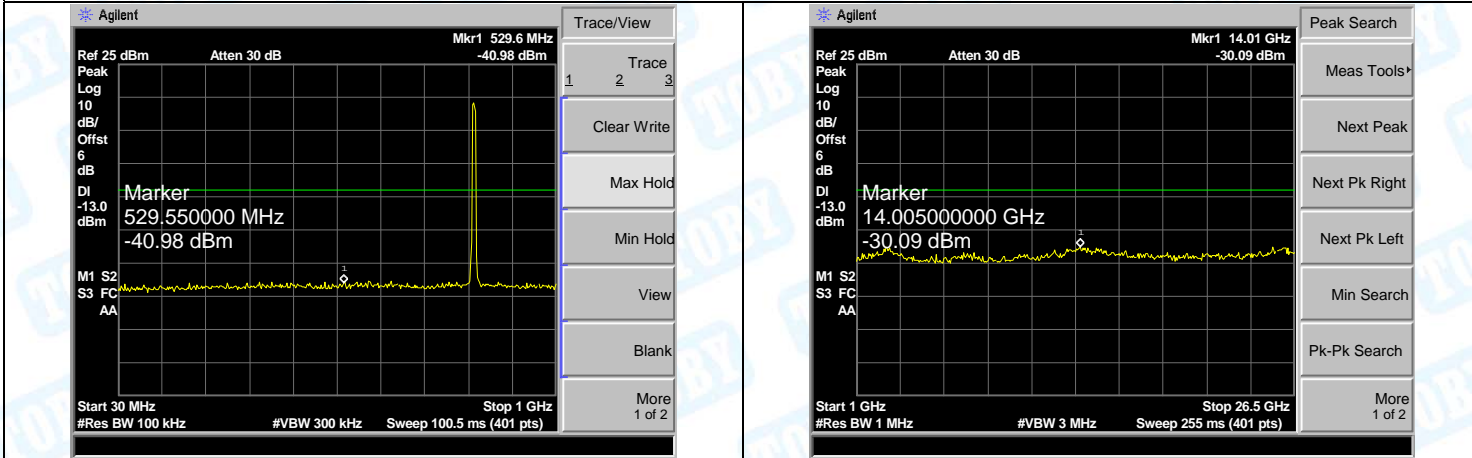 Agilent
Trace/View
Mkr1 529.6 MHz
Ref 25 dBm Atten 30 dB -40.98 dBm
Peak
Log
10
dB/
Offst
6
dB
DI
-13.0
dBm
Marker
529.550000 MHz
-40.98 dBm
1
M1 S2
S3 FC
AA
Start 30 MHz Stop 1 GHz
#Res BW 100 kHz #VBW 300 kHz Sweep 100.5 ms (401 pts)
Trace
1 2 3
Clear Write
Max Hold
Min Hold
View
Blank
More
1 of 2
Agilent
Peak Search
Mkr1 14.01 GHz
Ref 25 dBm Atten 30 dB -30.09 dBm
Peak
Log
10
dB/
Offst
6
dB
DI
-13.0
dBm
Marker
14.005000000 GHz
-30.09 dBm
1
M1 S2
S3 FC
AA
Start 1 GHz Stop 26.5 GHz
#Res BW 1 MHz #VBW 3 MHz Sweep 255 ms (401 pts)
Meas Tools
Next Peak
Next Pk Right
Next Pk Left
Min Search
Pk-Pk Search
More
1 of 2
TOBY